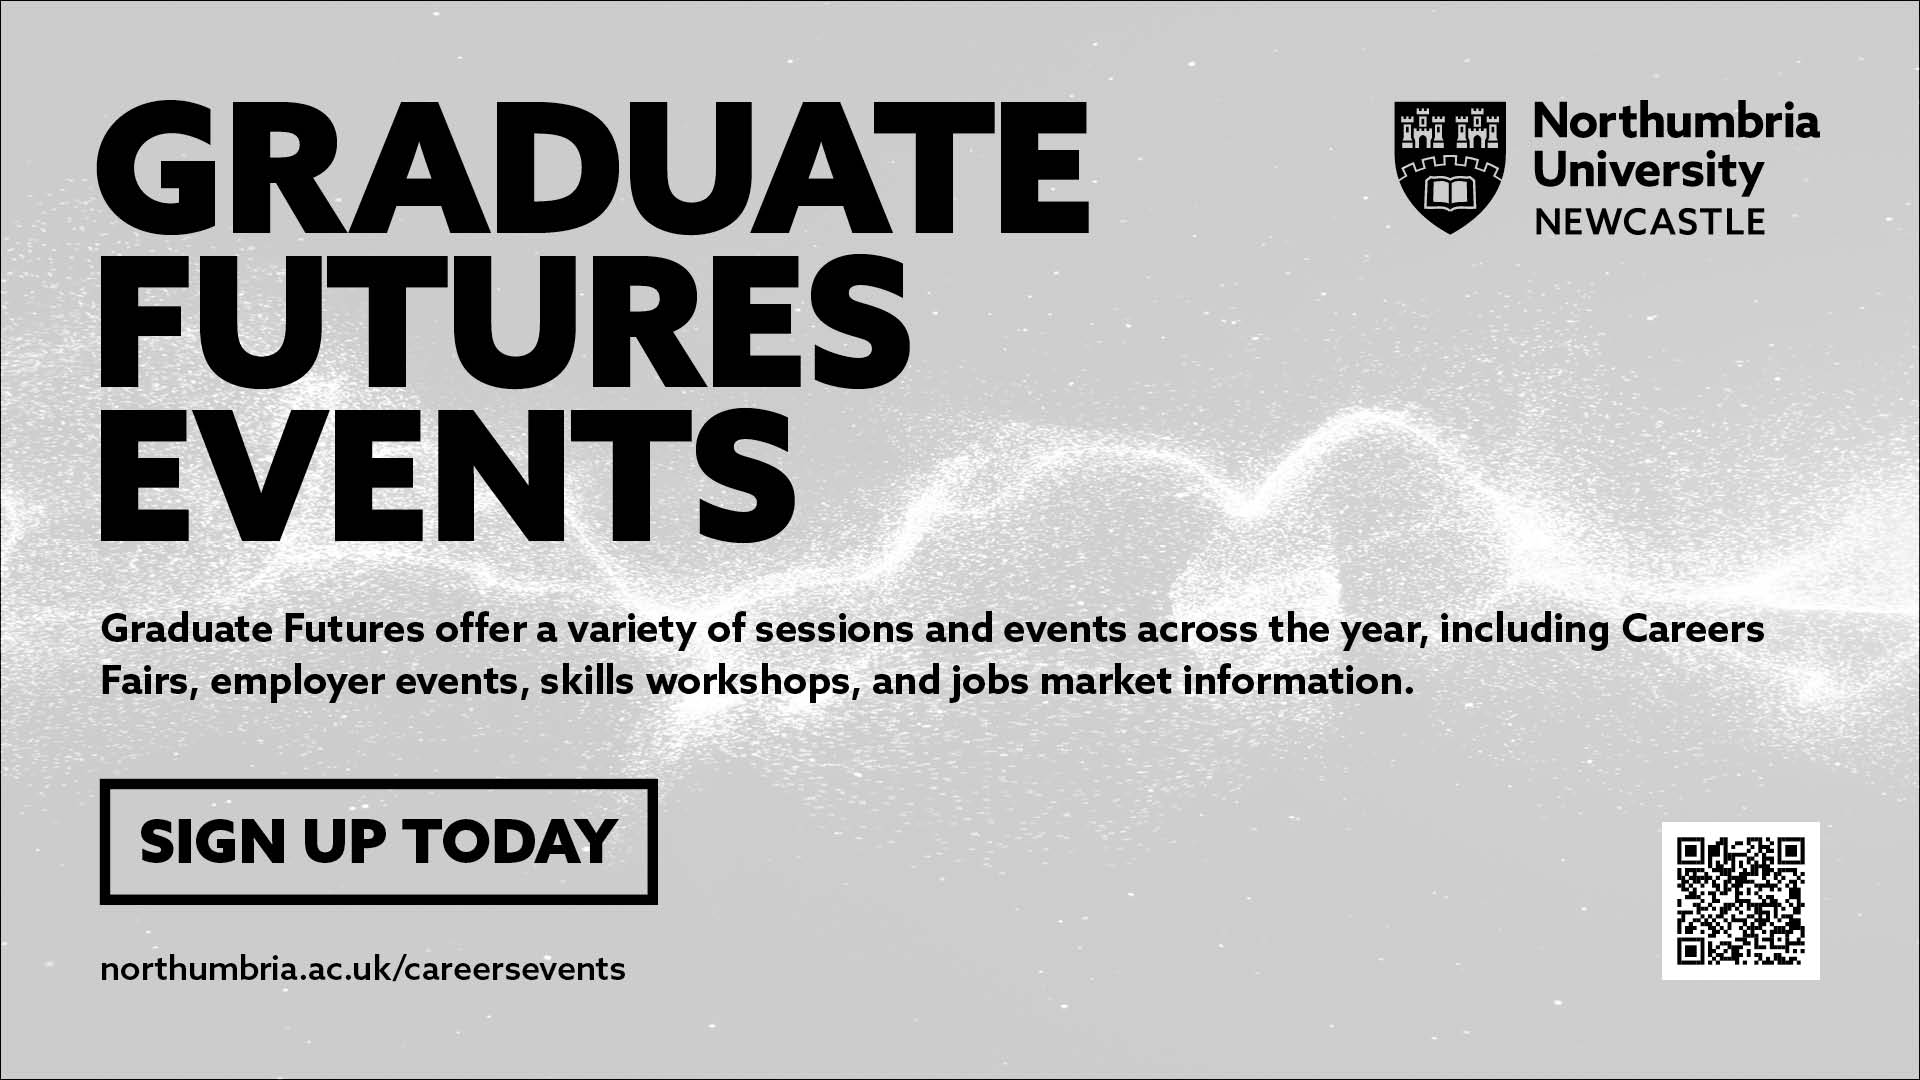 GRADUATE
FUTURES
EVENTS
Northumbria
University
NEWCASTLE
Graduate Futures offer a variety of sessions and events across the year, including Careers
Fairs, employer events, skills workshops, and jobs market information.
SIGN UP TODAY
northumbria.ac.uk/careersevents